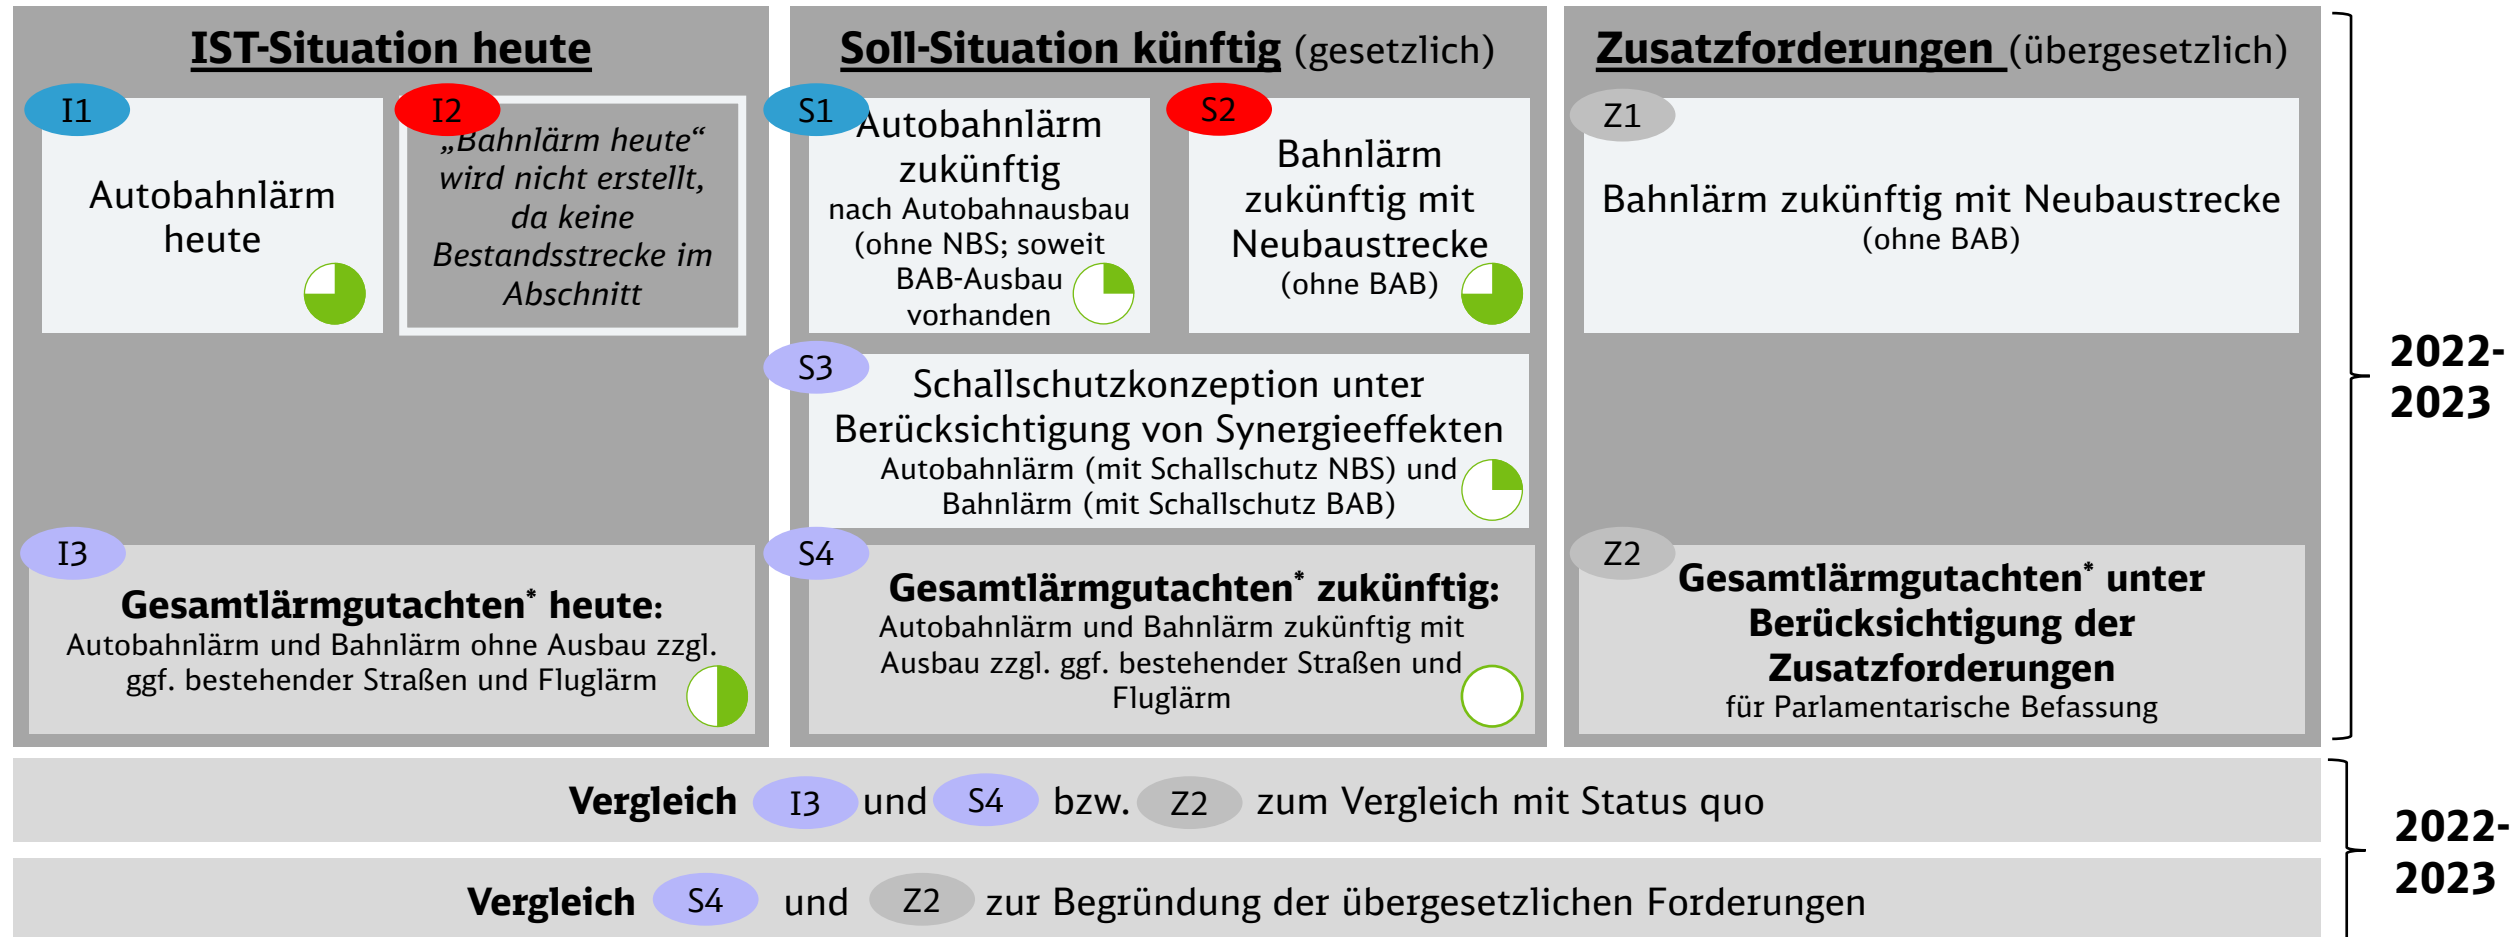 IST-Situation heute
I1
Autobahnlärm
heute
I2
„Bahnlärm heute“
wird nicht erstellt,
da keine
Bestandsstrecke im
Abschnitt
I3
Gesamtlärmgutachten* heute:
Autobahnlärm und Bahnlärm ohne Ausbau zzgl.
ggf. bestehender Straßen und Fluglärm
Soll-Situation künftig (gesetzlich)
S1
Autobahnlärm
zukünftig
nach Autobahnausbau
(ohne NBS; soweit
BAB-Ausbau
vorhanden
S2
Bahnlärm
zukünftig mit
Neubaustrecke
(ohne BAB)
S3
Schallschutzkonzeption unter
Berücksichtigung von Synergieeffekten
Autobahnlärm (mit Schallschutz NBS) und
Bahnlärm (mit Schallschutz BAB)
S4
Gesamtlärmgutachten* zukünftig:
Autobahnlärm und Bahnlärm zukünftig mit
Ausbau zzgl. ggf. bestehender Straßen und
Fluglärm
Zusatzforderungen (übergesetzlich)
Z1
Bahnlärm zukünftig mit Neubaustrecke
(ohne BAB)
Z2
Gesamtlärmgutachten* unter
Berücksichtigung der
Zusatzforderungen
für Parlamentarische Befassung
2022-
2023
Vergleich I3 und S4 bzw. Z2 zum Vergleich mit Status quo
Vergleich S4 und Z2 zur Begründung der übergesetzlichen Forderungen
2022-
2023